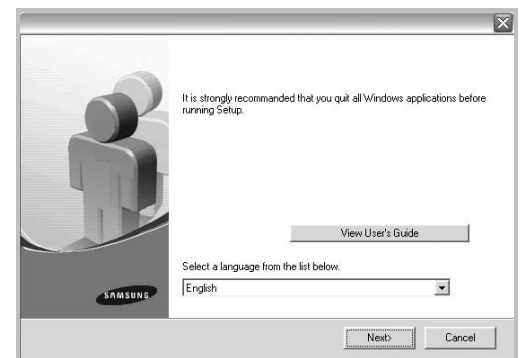 It is strongly recommanded that you quit all Windows applications before
running Setup.
View User's Guide
Select a language from the list below.
English
SAMSUNG
Next>
Cancel